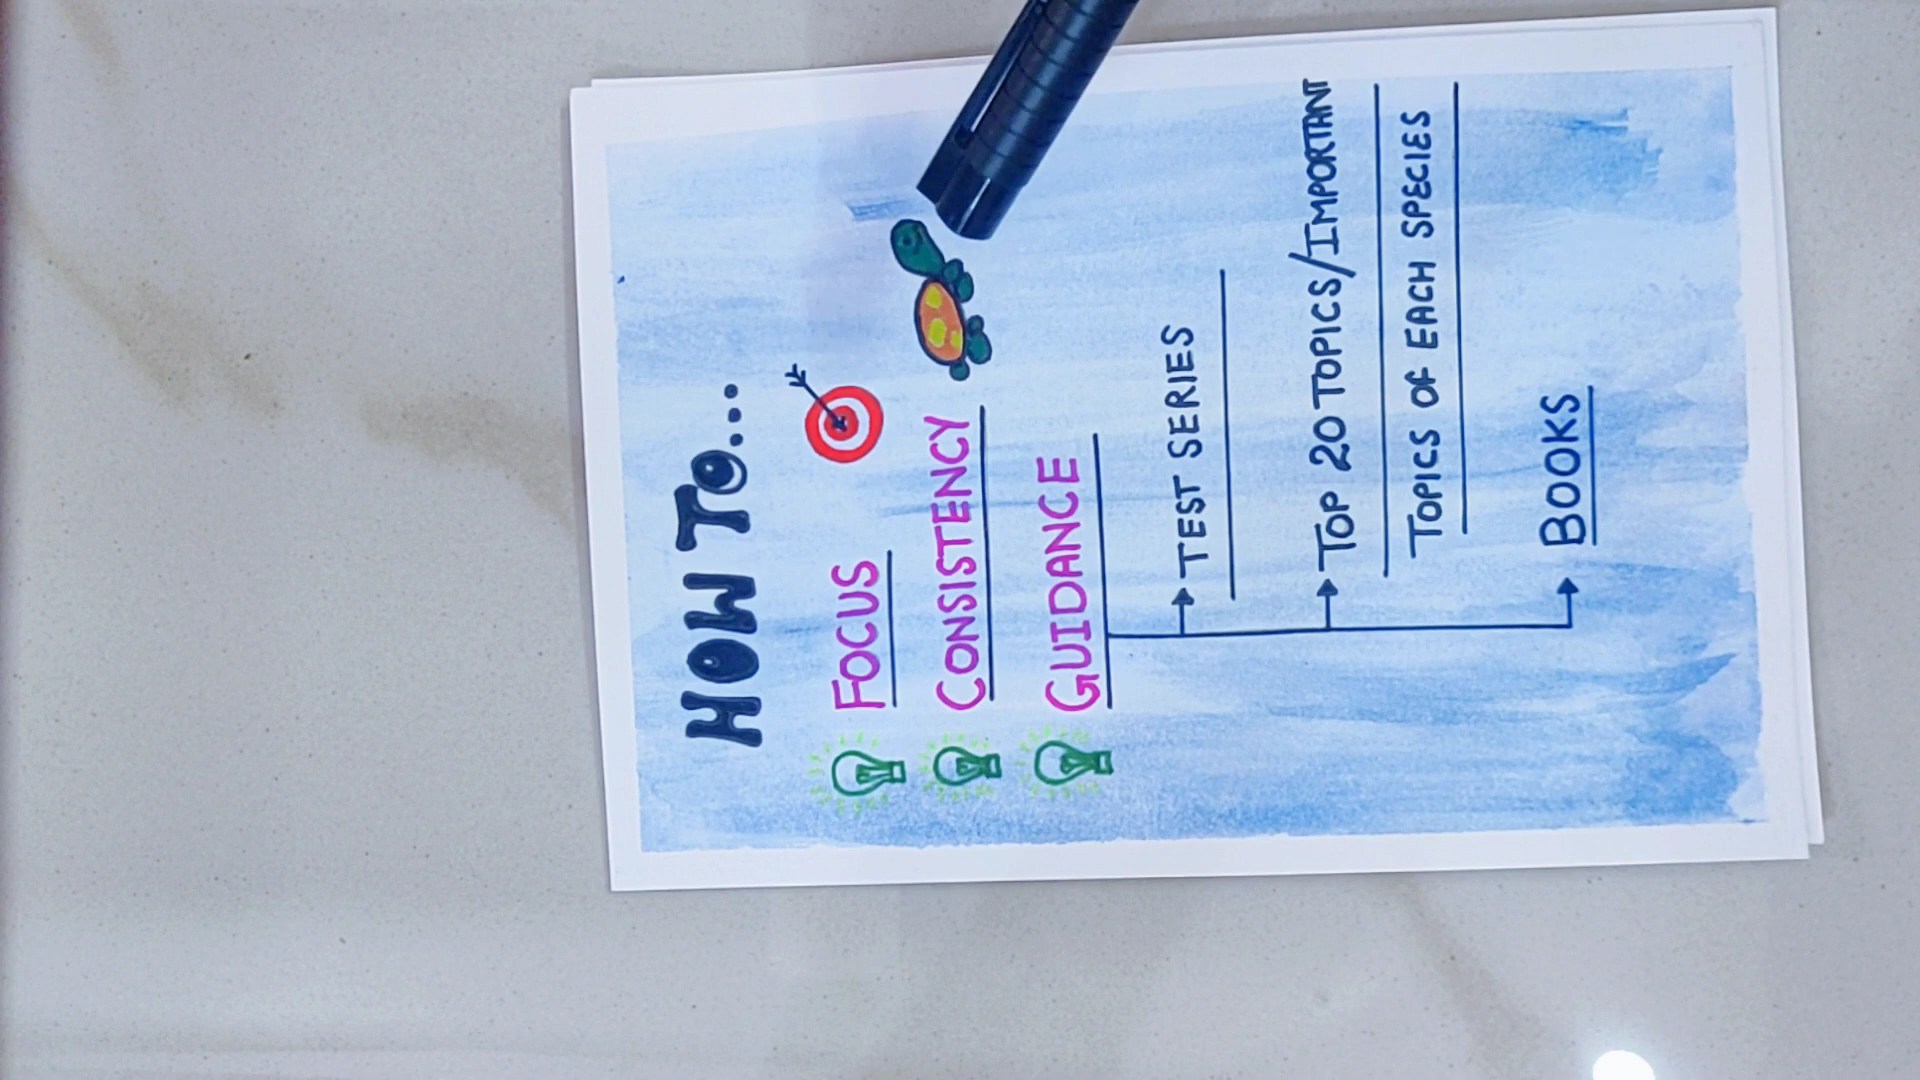 HOW TO...
FOCUS
CONSISTENCY
GUIDANCE
TEST SERIES
TOP 20 TOPICS/IMPORTANT
TOPICS OF EACH SPECIES
BOOKS